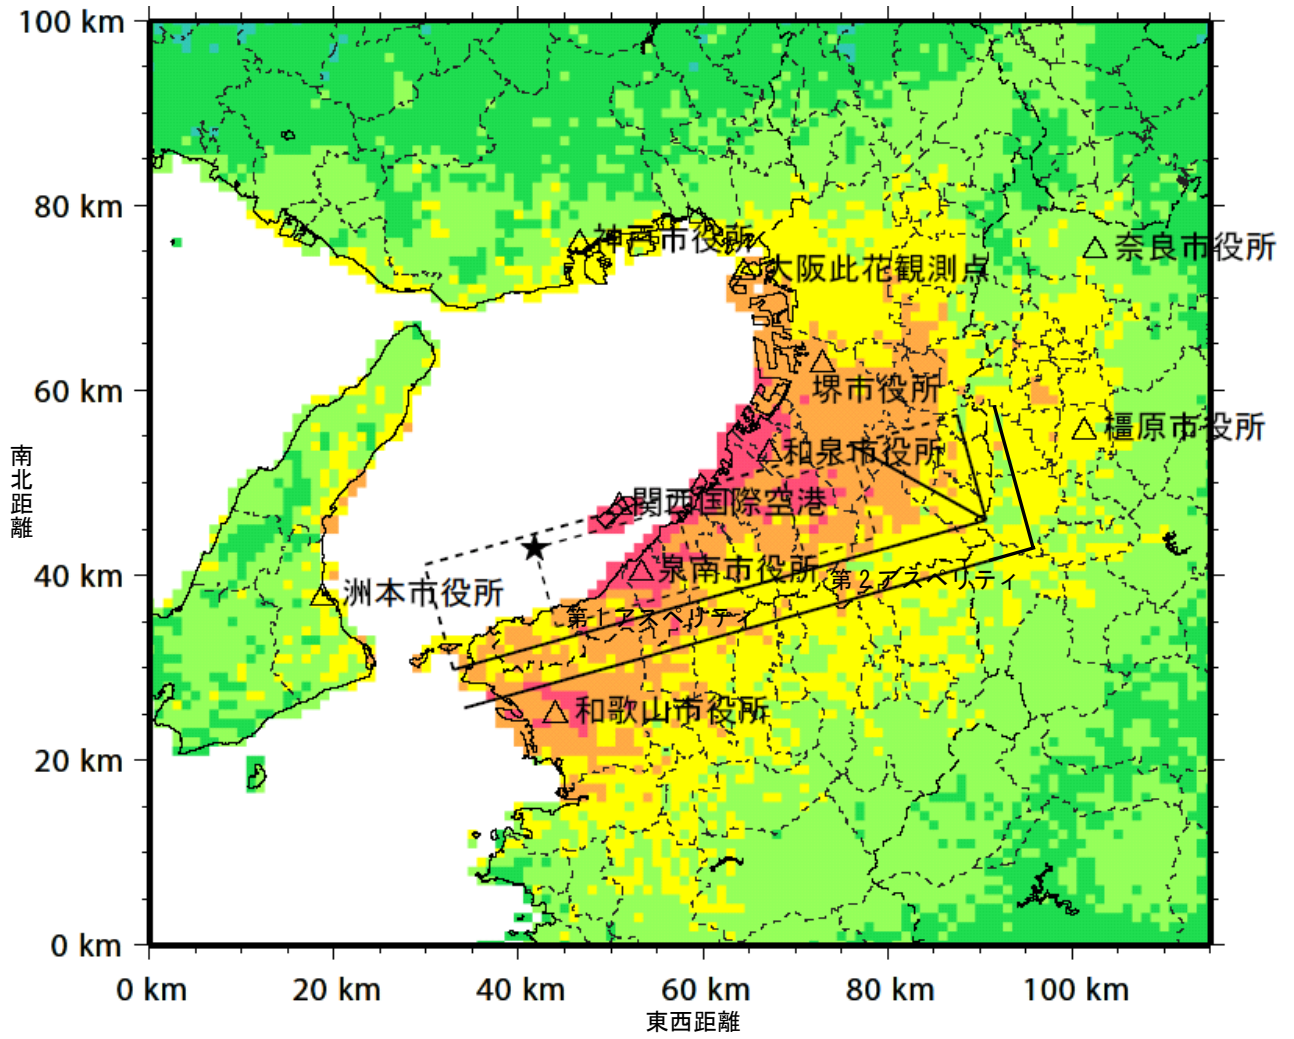 100 km
80 km
60 km
40 km
20 km
0 km
南北距離
神戸市役所
奈良市役所
大阪此花観測点
堺市役所
橿原市役所
和泉市役所
関西国際空港
泉南市役所
第2アスペリティ
洲本市役所
第1アスペリティ
和歌山市役所
0 km
20 km
40 km
60 km
80 km
100 km
東西距離